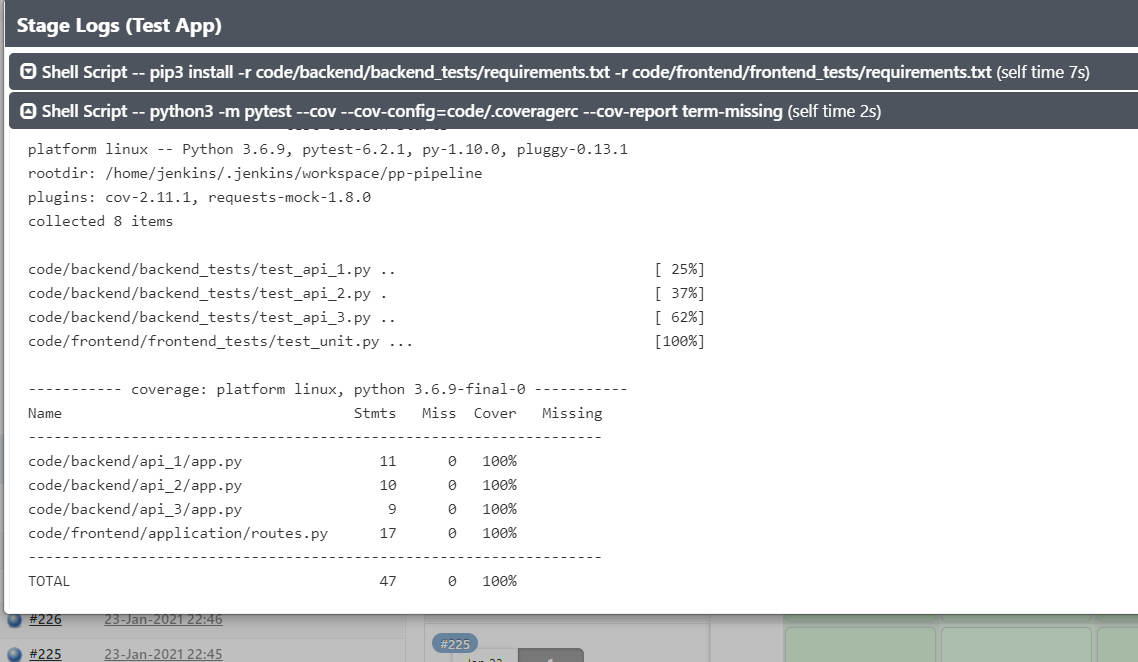 Stage Logs (Test App)
Shell Script -- pip3 install -r code/backend/backend_tests/requirements.txt -r code/frontend/frontend_tests/requirements.txt (self time 7s)
Shell Script -- python3 -m pytest --cov --cov-config=code/.coveragerc --cov-report term-missing (self time 2s)
platform linux -- Python 3.6.9, pytest-6.2.1, py-1.10.0, pluggy-0.13.1
rootdir: /home/jenkins/.jenkins/workspace/pp-pipeline
plugins: cov-2.11.1, requests-mock-1.8.0
collected 8 items
code/backend/backend_tests/test_api_1.py .. [ 25%]
code/backend/backend_tests/test_api_2.py . [ 37%]
code/backend/backend_tests/test_api_3.py .. [ 62%]
code/frontend/frontend_tests/test_unit.py ... [100%]
----------- coverage: platform linux, python 3.6.9-final-0 -----------
Name Stmts Miss Cover Missing
-------------------------------------------------------------------
code/backend/api_1/app.py 11 0 100%
code/backend/api_2/app.py 10 0 100%
code/backend/api_3/app.py 9 0 100%
code/frontend/application/routes.py 17 0 100%
-------------------------------------------------------------------
TOTAL 47 0 100%
#226 23-Jan-2021 22:46
#225
#225 23-Jan-2021 22:45